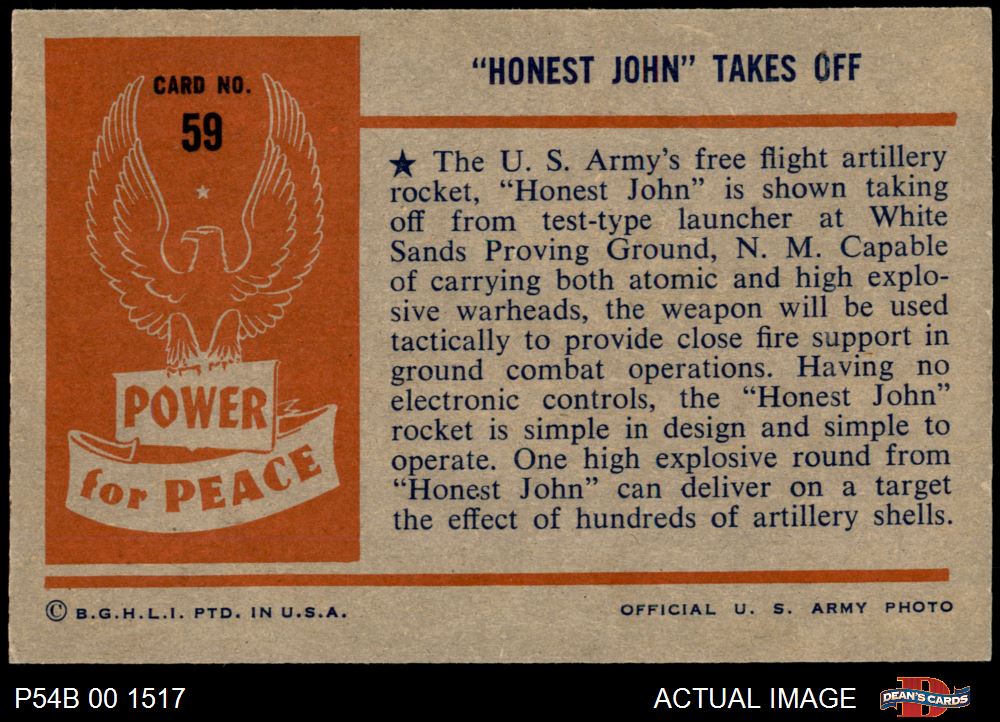 CARD NO.
59
POWER
for PEACE
"HONEST JOHN" TAKES OFF
★ The U. S. Army's free flight artillery
rocket, "Honest John" is shown taking
off from test-type launcher at White
Sands Proving Ground, N. M. Capable
of carrying both atomic and high explo-
sive warheads, the weapon will be used
tactically to provide close fire support in
ground combat operations. Having no
electronic controls, the "Honest John"
rocket is simple in design and simple to
operate. One high explosive round from
"Honest John" can deliver on a target
the effect of hundreds of artillery shells.
© B.G.H.L.I. PTD. IN U.S.A.
OFFICIAL U. S. ARMY PHOTO
P54B 00 1517
ACTUAL IMAGE
D
DEAN'S CARDS